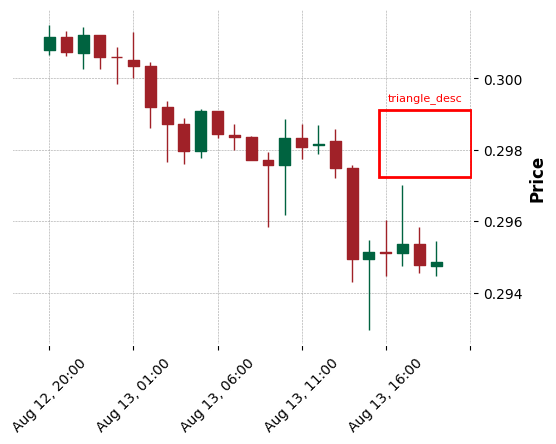 triangle_desc
0.300
0.298
0.296
0.294
Price
Aug 12, 20:00
Aug 13, 01:00
Aug 13, 06:00
Aug 13, 11:00
Aug 13, 16:00